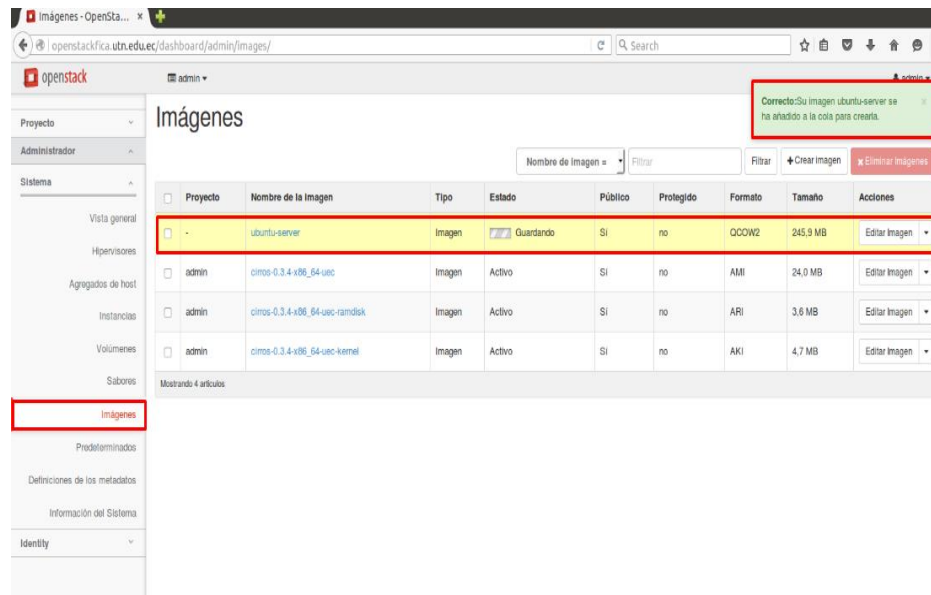 Imágenes - OpenSta... ×
openstackfica.utn.edu.ec/dashboard/admin/images/
Search
openstack
admin
admin
Correcto:Su imagen ubuntu-server se
ha añadido a la cola para crearla.
×
Imágenes
Proyecto
Administrador
Sistema
Vista general
Hipervisores
Agregados de host
Instancias
Volúmenes
Sabores
Imágenes
Predeterminados
Definiciones de los metadatos
Información del Sistema
Identity
Nombre de Imagen = Filtrar Filtrar +Crear imagen ×Eliminar Imágenes
Proyecto Nombre de la Imagen Tipo Estado Público Protegido Formato Tamaño Acciones
- ubuntu-server Imagen Guardando Sí no QCOW2 245,9 MB Editar Imagen
admin cirros-0.3.4-x86_64-uec Imagen Activo Sí no AMI 24,0 MB Editar Imagen
admin cirros-0.3.4-x86_64-uec-ramdisk Imagen Activo Sí no ARI 3,6 MB Editar Imagen
admin cirros-0.3.4-x86_64-uec-kernel Imagen Activo Sí no AKI 4,7 MB Editar Imagen
Mostrando 4 artículos